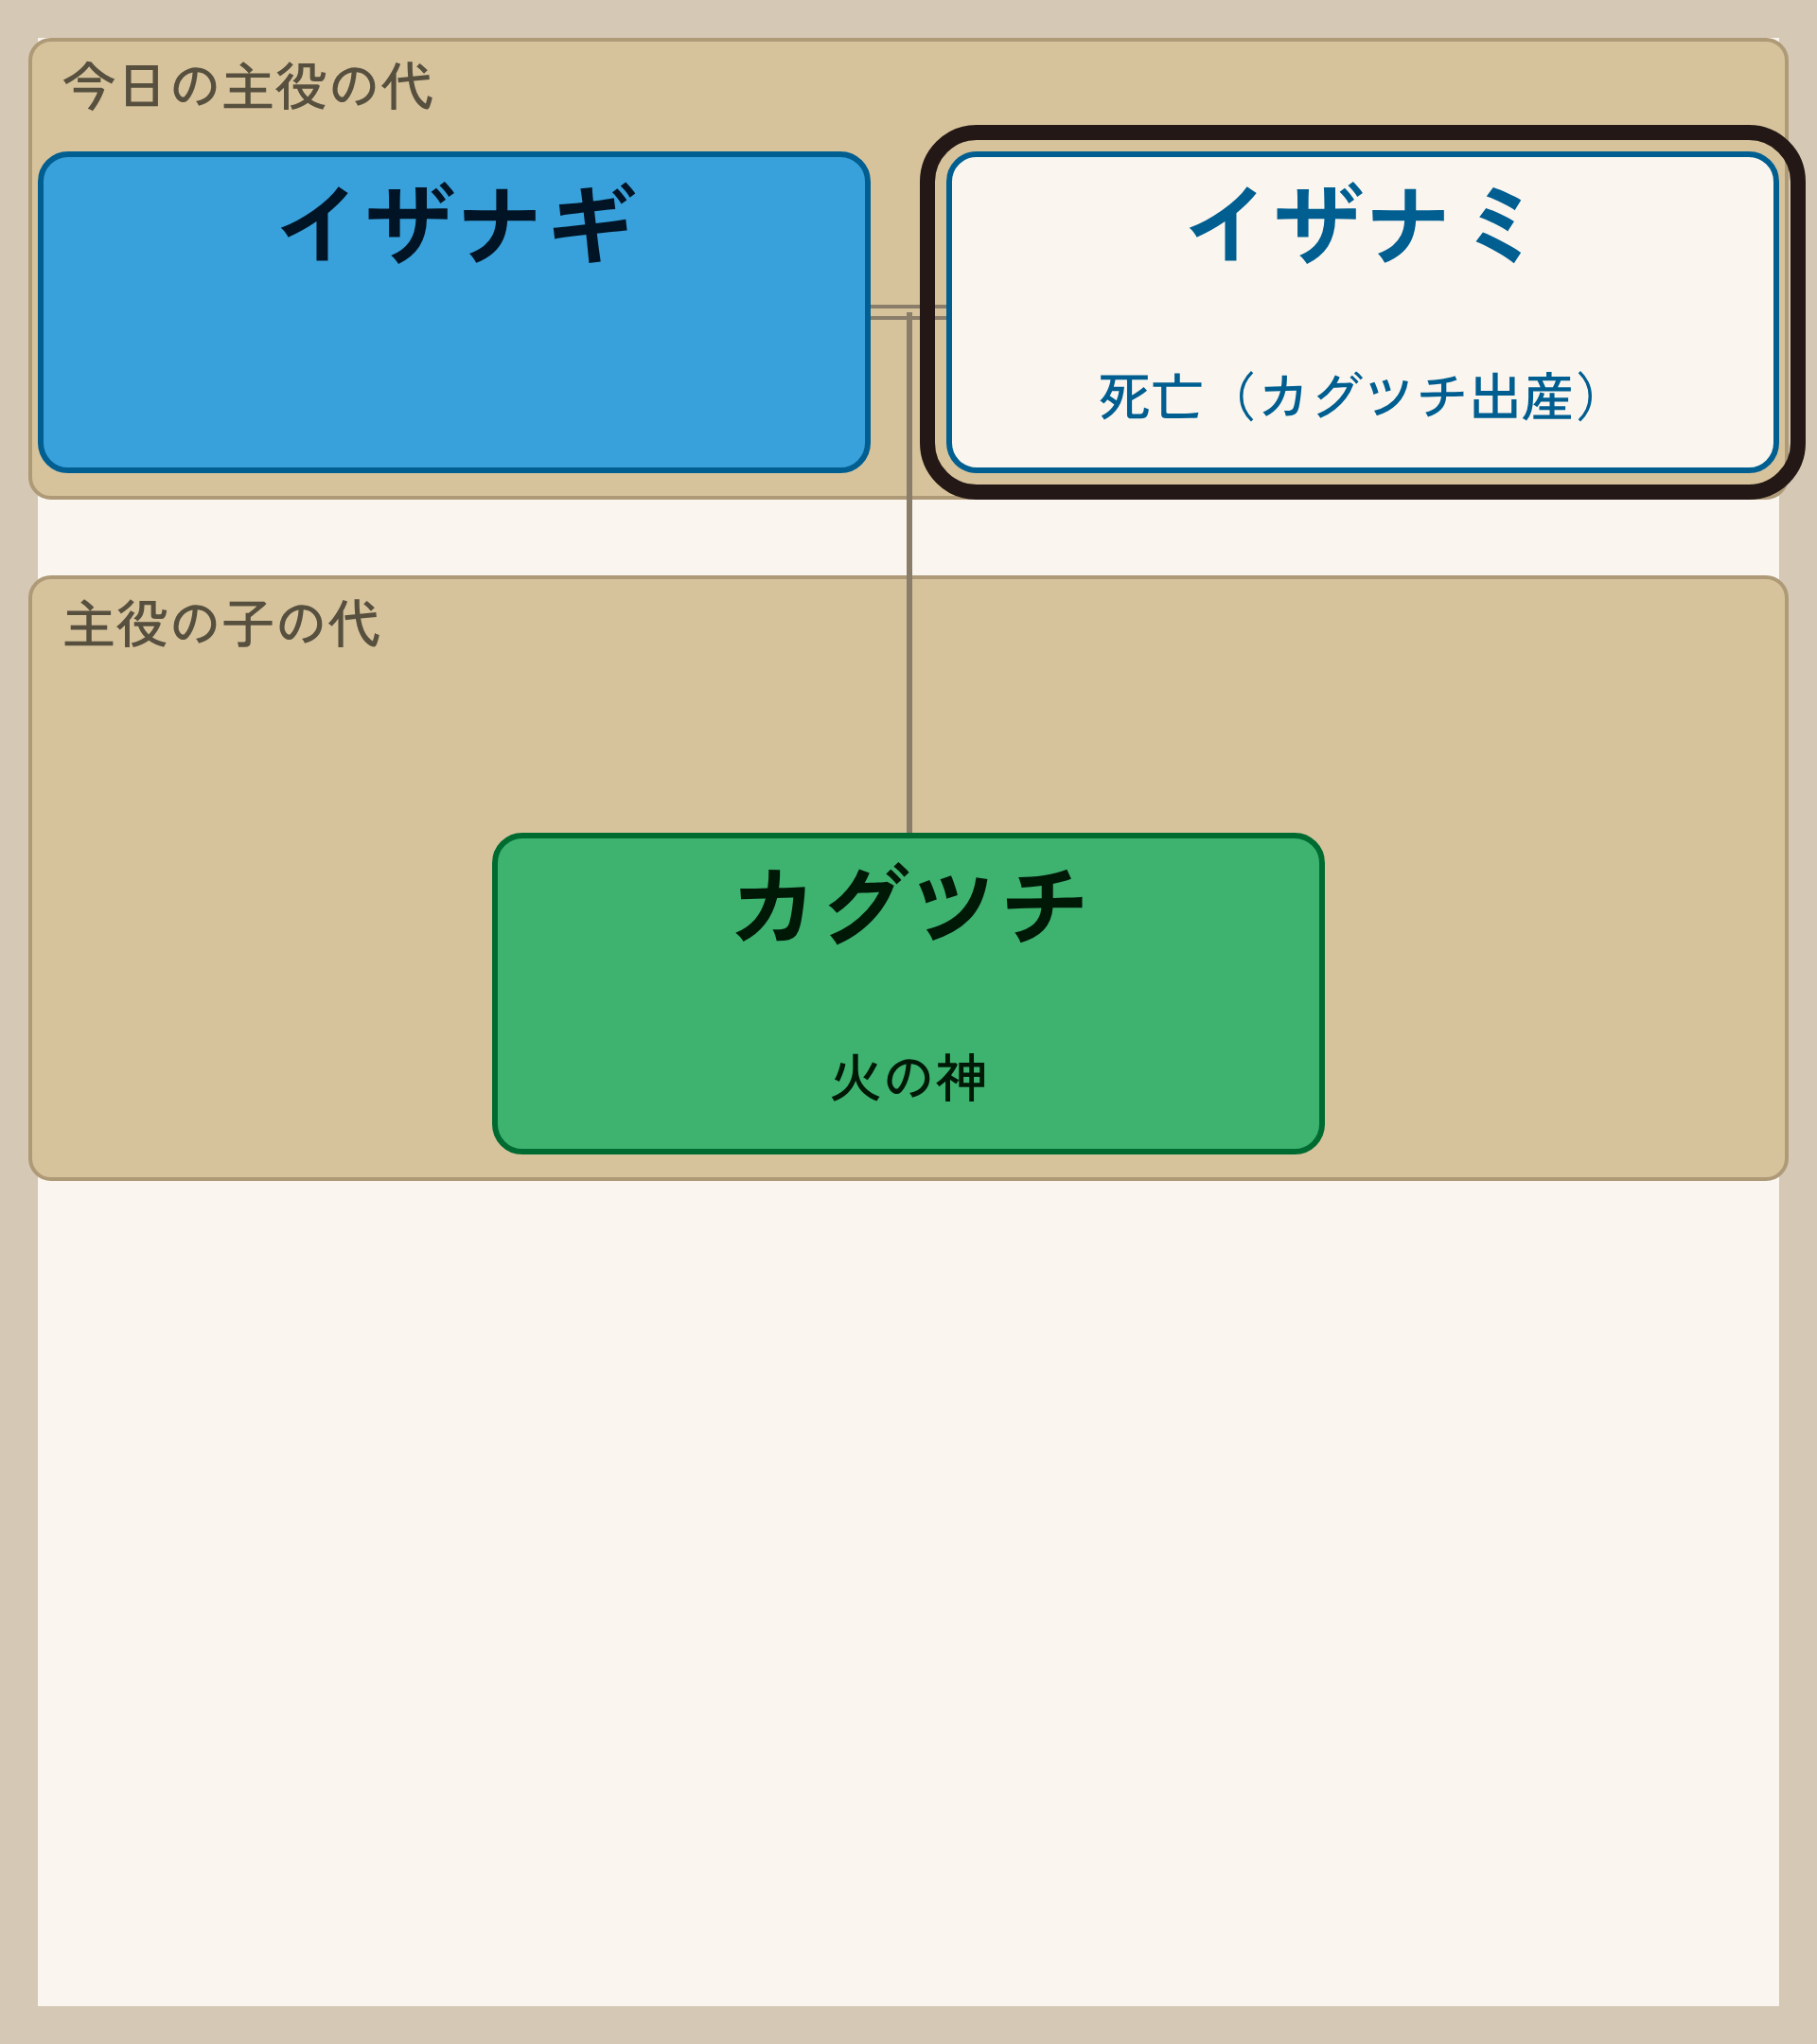 今日の主役の代
イザナギ
イザナミ
死亡（カグツチ出産）
主役の子の代
カグツチ
火の神